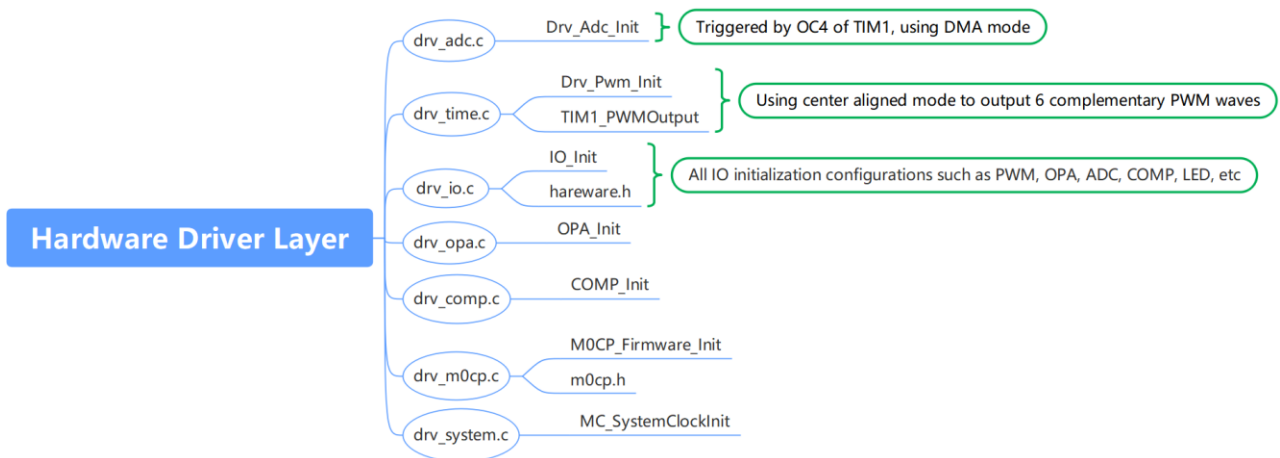 Hardware Driver Layer
drv_adc.c
Drv_Adc_Init
Triggered by OC4 of TIM1, using DMA mode
drv_time.c
Drv_Pwm_Init
TIM1_PWMOutput
Using center aligned mode to output 6 complementary PWM waves
drv_io.c
IO_Init
hareware.h
All IO initialization configurations such as PWM, OPA, ADC, COMP, LED, etc
drv_opa.c
OPA_Init
drv_comp.c
COMP_Init
drv_m0cp.c
M0CP_Firmware_Init
m0cp.h
drv_system.c
MC_SystemClockInit